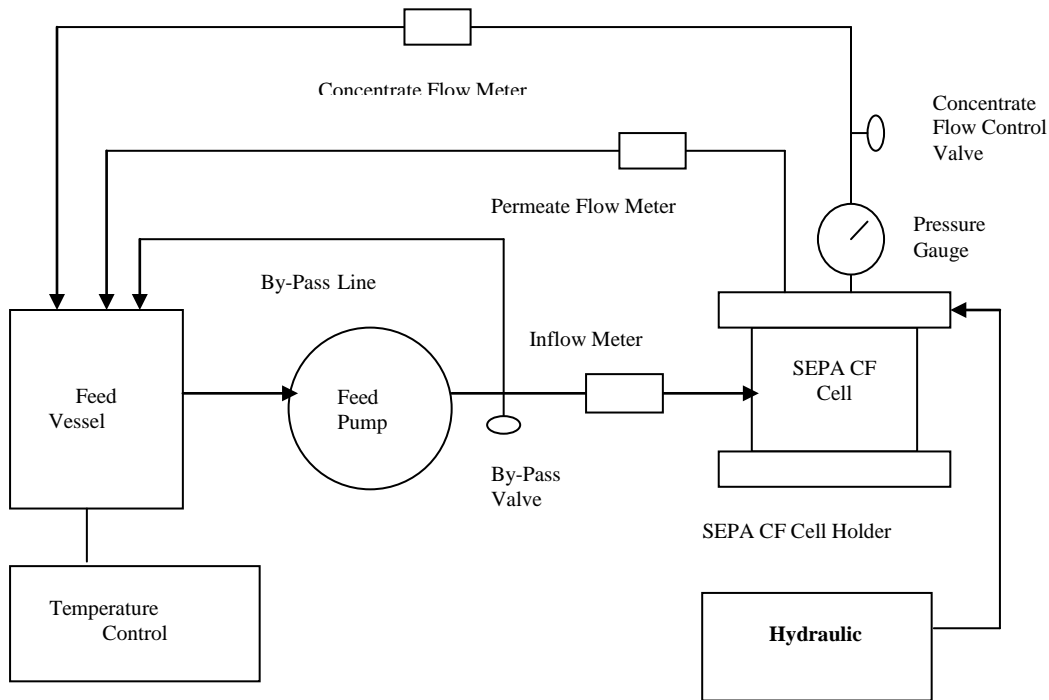 Concentrate Flow Meter
Concentrate
Flow Control
Valve
Permeate Flow Meter
Pressure
Gauge
By-Pass Line
Inflow Meter
SEPA CF
Cell
Feed
Vessel
Feed
Pump
By-Pass
Valve
SEPA CF Cell Holder
Temperature
Control
Hydraulic